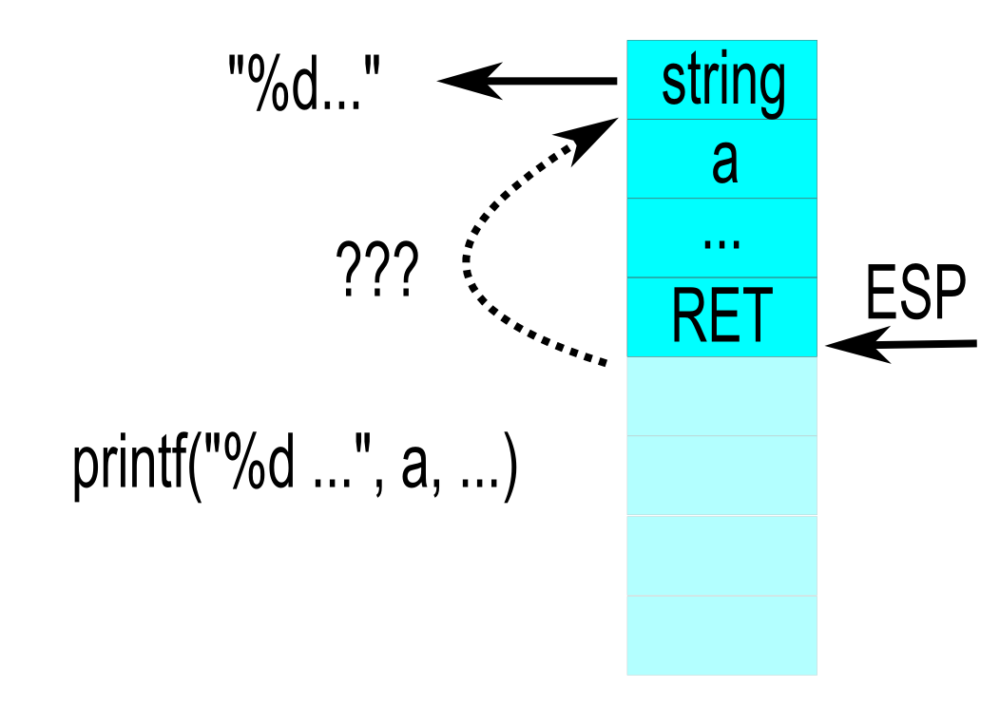 "%d..."
string
a
...
RET
ESP
???
printf("%d ...", a, ...)